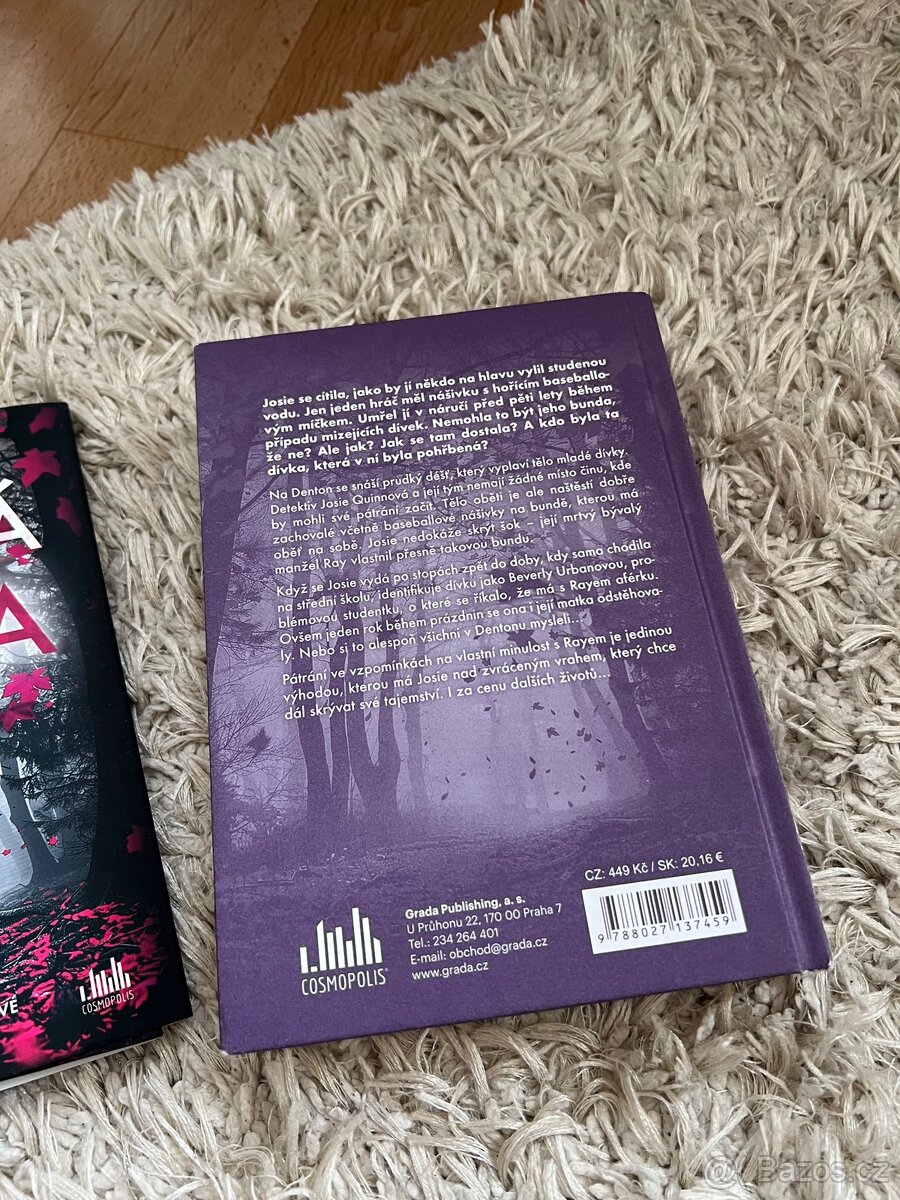 Josie se cítila, jako by jí někdo na hlavu vylil studenou
vodu. Jen jeden hráč měl nášivku s hořícím baseballo-
vým míčkem. Umřel jí v náručí před pěti lety během
případu mizejících dívek. Nemohla to být jeho bunda,
že ne? Ale jak? Jak se tam dostala? A kdo byla ta
dívka, která v ní byla pohřbená?
Na Denton se snáší prudký déšť, který vyplaví tělo mladé dívky.
Detektiv Josie Quinnová a její tým nemají žádné místo činu, kde
by mohli své pátrání začít. Tělo oběti je ale naštěstí dobře
zachovalé včetně baseballové nášivky na bundě, kterou má
oběť na sobě. Josie nedokáže skrýt šok – její mrtvý bývalý
manžel Ray vlastnil přesně takovou bundu.
Když se Josie vydá po stopách zpět do doby, kdy sama chodila
na střední školu, identifikuje dívku jako Beverly Urbanovou, pro-
blémovou studentku, o které se říkalo, že má s Rayem aférku.
Ovšem jeden rok během prázdnin se ona i její matka odstěhova-
ly. Nebo si to alespoň všichni v Dentonu mysleli...
Pátrání ve vzpomínkách na vlastní minulost s Rayem je jedinou
výhodou, kterou má Josie nad zvráceným vrahem, který chce
dál skrývat své tajemství. I za cenu dalších životů...
CZ: 449 Kč / SK: 20,16 €
COSMOPOLIS
Grada Publishing, a. s.
U Průhonu 22, 170 00 Praha 7
Tel.: 234 264 401
E-mail: obchod@grada.cz
www.grada.cz
9 788027 137459
A
A
VĚ
COSMOPOLIS
Bazoš.cz